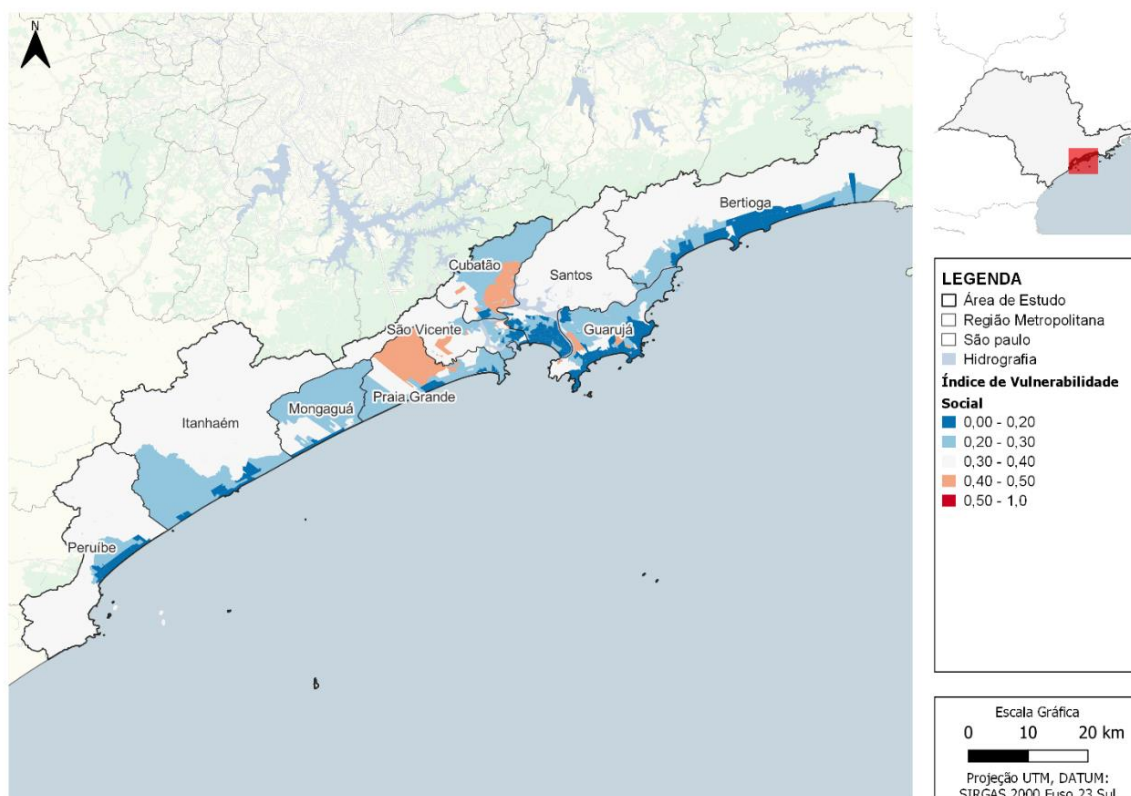 N
Bertioga
Cubatão
Santos
São Vicente
Guarujá
Praia Grande
Mongaguá
Itanhaém
Peruíbe
LEGENDA
Área de Estudo
Região Metropolitana
São paulo
Hidrografia
Índice de Vulnerabilidade
Social
0,00 - 0,20
0,20 - 0,30
0,30 - 0,40
0,40 - 0,50
0,50 - 1,0
Escala Gráfica
0 10 20 km
Projeção UTM, DATUM:
SIRGAS 2000 Fuso 23 Sul